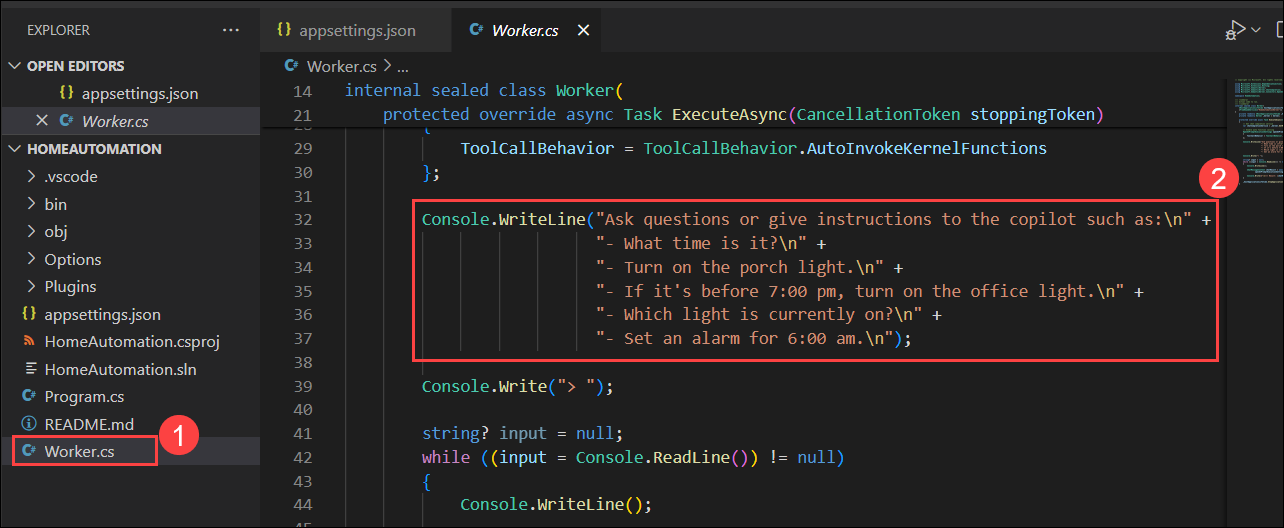 EXPLORER ...
OPEN EDITORS
{} appsettings.json
C# Worker.cs
HOMEAUTOMATION
.vscode
bin
obj
Options
Plugins
{} appsettings.json
HomeAutomation.csproj
HomeAutomation.sln
C# Program.cs
README.md
C# Worker.cs
1
{} appsettings.json
C# Worker.cs
C# Worker.cs > ...
14 internal sealed class Worker(
21 protected override async Task ExecuteAsync(CancellationToken stoppingToken)
{
29 ToolCallBehavior = ToolCallBehavior.AutoInvokeKernelFunctions
30 };
31
32 Console.WriteLine("Ask questions or give instructions to the copilot such as:\n" +
33 "- What time is it?\n" +
34 "- Turn on the porch light.\n" +
35 "- If it's before 7:00 pm, turn on the office light.\n" +
36 "- Which light is currently on?\n" +
37 "- Set an alarm for 6:00 am.\n");
38
39 Console.Write("> ");
40
41 string? input = null;
42 while ((input = Console.ReadLine()) != null)
43 {
44 Console.WriteLine();
2